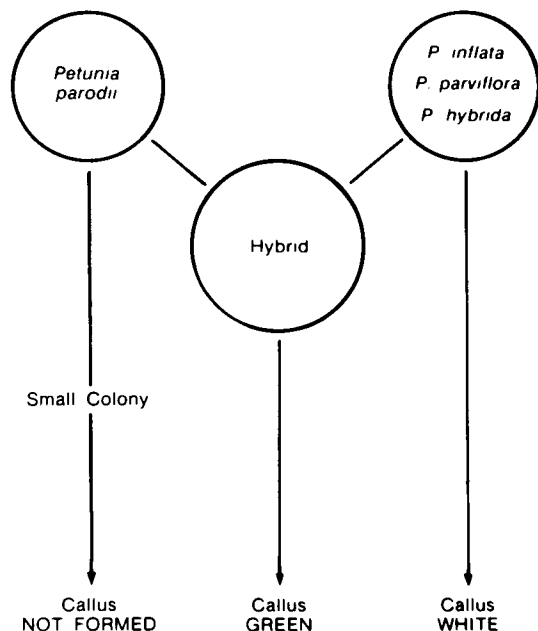 Petunia
parodii
P inflata
P. parviflora
P hybrida
Hybrid
Small Colony
Callus
NOT FORMED
Callus
GREEN
Callus
WHITE